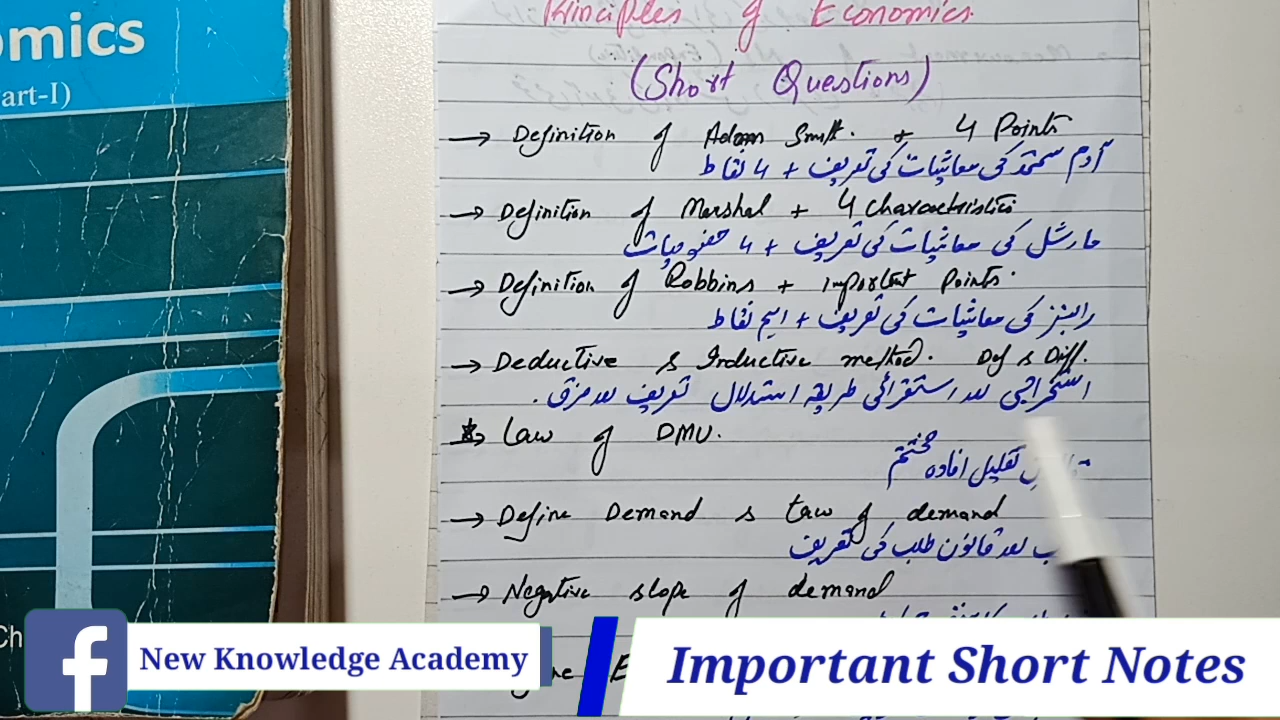 omics
art-I)
Ch
Principles of Economics.
(Short Questions)
→ Definition of Adam Smith. + 4 Points
آدم سمتھ کی معاشیات کی تعریف + 4 نقاط
→ Definition of Marshal + 4 Characteristics
مارشل کی معاشیات کی تعریف + 4 خصوصیات
→ Definition of Robbins + important points.
رابنز کی معاشیات کی تعریف + اہم نقاط
→ Deductive & Inductive method. Def & Diff.
استخراجی اور استقرائی طریقہ استدلال تعریف اور فرق .
→ Law of DMU.
تقلیل افادہ مختتم
→ Define Demand & Law of demand
اور قانون طلب کی تعریف
→ Negative slope of demand
New Knowledge Academy
Important Short Notes